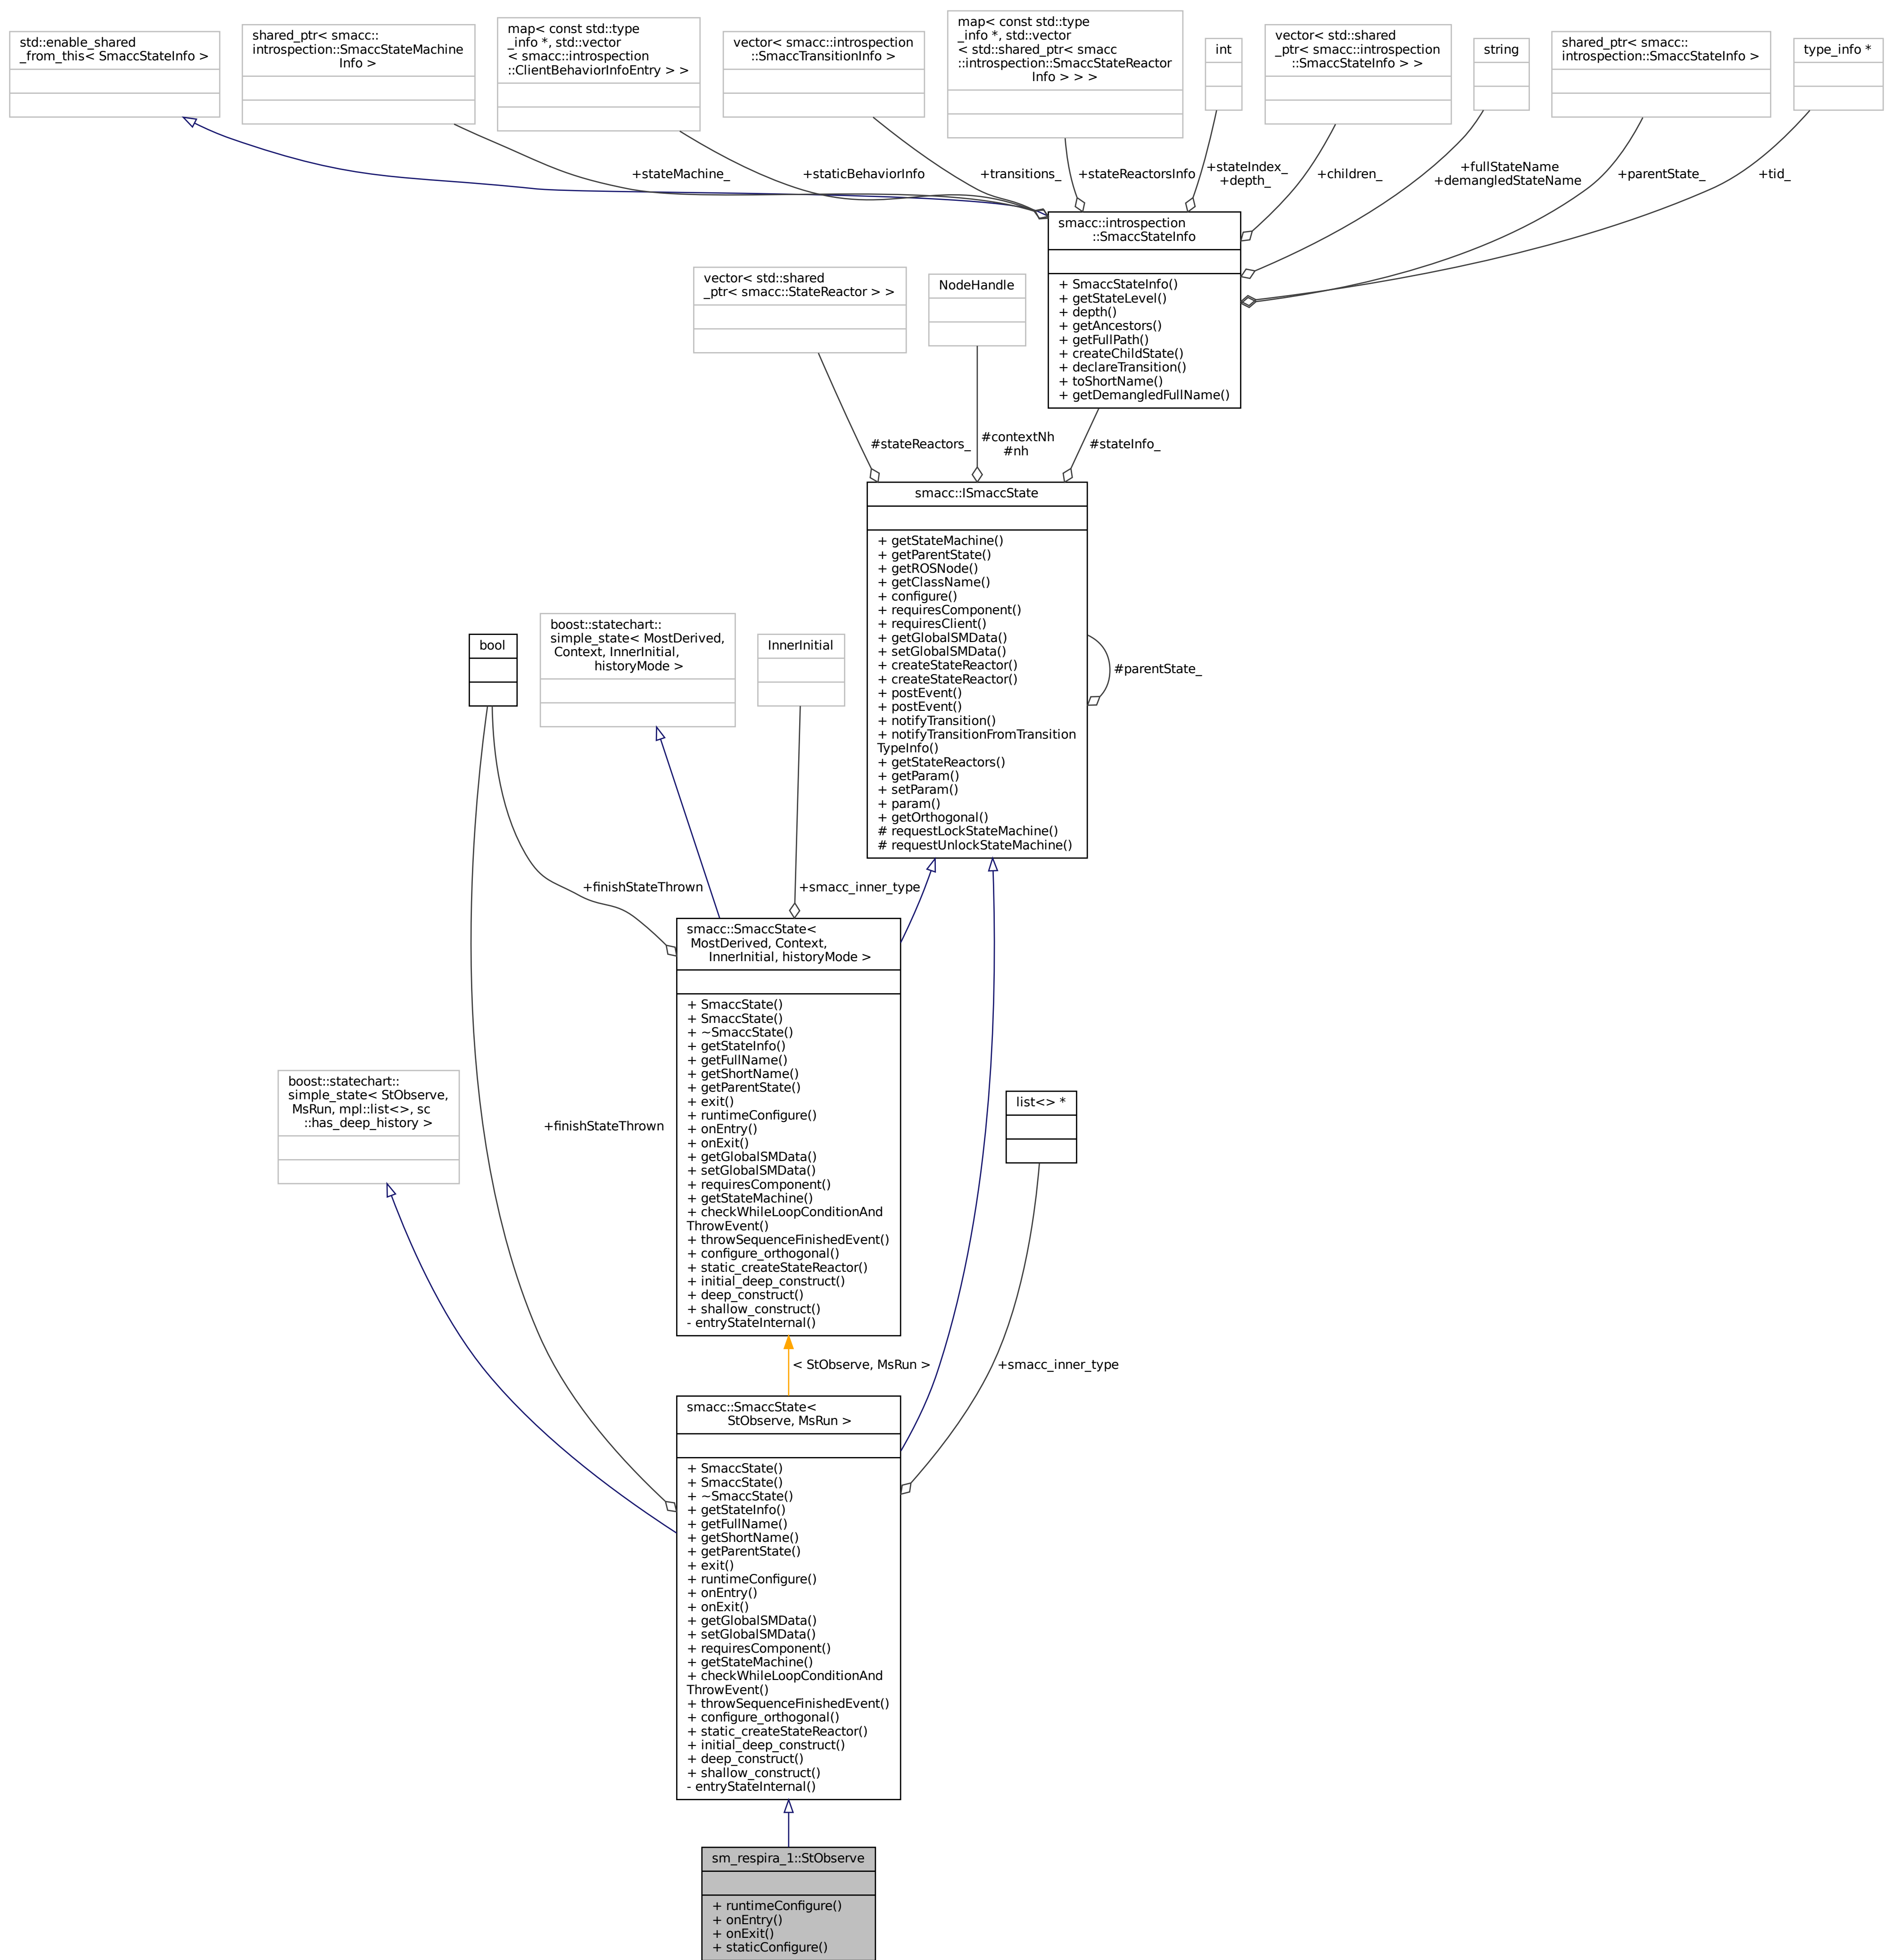 std::enable_shared
_from_this< SmaccStateInfo >
shared_ptr< smacc::
introspection::SmaccStateMachine
Info >
map< const std::type
_info *, std::vector
< smacc::introspection
::ClientBehaviorInfoEntry > >
vector< smacc::introspection
::SmaccTransitionInfo >
map< const std::type
_info *, std::vector
< std::shared_ptr< smacc
::introspection::SmaccStateReactor
Info > > >
int
vector< std::shared
_ptr< smacc::introspection
::SmaccStateInfo > >
string
shared_ptr< smacc::
introspection::SmaccStateInfo >
type_info *
+stateMachine_
+staticBehaviorInfo
+transitions_
+stateReactorsInfo
+stateIndex_
+depth_
+children_
+fullStateName
+demangledStateName
+parentState_
+tid_
smacc::introspection
::SmaccStateInfo
+ SmaccStateInfo()
+ getStateLevel()
+ depth()
+ getAncestors()
+ getFullPath()
+ createChildState()
+ declareTransition()
+ toShortName()
+ getDemangledFullName()
vector< std::shared
_ptr< smacc::StateReactor > >
NodeHandle
#stateReactors_
#contextNh
#nh
#stateInfo_
smacc::ISmaccState
+ getStateMachine()
+ getParentState()
+ getROSNode()
+ getClassName()
+ configure()
+ requiresComponent()
+ requiresClient()
+ getGlobalSMData()
+ setGlobalSMData()
+ createStateReactor()
+ createStateReactor()
+ postEvent()
+ postEvent()
+ notifyTransition()
+ notifyTransitionFromTransition
TypeInfo()
+ getStateReactors()
+ getParam()
+ setParam()
+ param()
+ getOrthogonal()
# requestLockStateMachine()
# requestUnlockStateMachine()
#parentState_
bool
boost::statechart::
simple_state< MostDerived,
Context, InnerInitial,
historyMode >
InnerInitial
+finishStateThrown
+smacc_inner_type
smacc::SmaccState<
MostDerived, Context,
InnerInitial, historyMode >
+ SmaccState()
+ SmaccState()
+ ~SmaccState()
+ getStateInfo()
+ getFullName()
+ getShortName()
+ getParentState()
+ exit()
+ runtimeConfigure()
+ onEntry()
+ onExit()
+ getGlobalSMData()
+ setGlobalSMData()
+ requiresComponent()
+ getStateMachine()
+ checkWhileLoopConditionAnd
ThrowEvent()
+ throwSequenceFinishedEvent()
+ configure_orthogonal()
+ static_createStateReactor()
+ initial_deep_construct()
+ deep_construct()
+ shallow_construct()
- entryStateInternal()
boost::statechart::
simple_state< StObserve,
MsRun, mpl::list<>, sc
::has_deep_history >
+finishStateThrown
list<> *
< StObserve, MsRun >
+smacc_inner_type
smacc::SmaccState<
StObserve, MsRun >
+ SmaccState()
+ SmaccState()
+ ~SmaccState()
+ getStateInfo()
+ getFullName()
+ getShortName()
+ getParentState()
+ exit()
+ runtimeConfigure()
+ onEntry()
+ onExit()
+ getGlobalSMData()
+ setGlobalSMData()
+ requiresComponent()
+ getStateMachine()
+ checkWhileLoopConditionAnd
ThrowEvent()
+ throwSequenceFinishedEvent()
+ configure_orthogonal()
+ static_createStateReactor()
+ initial_deep_construct()
+ deep_construct()
+ shallow_construct()
- entryStateInternal()
sm_respira_1::StObserve
+ runtimeConfigure()
+ onEntry()
+ onExit()
+ staticConfigure()